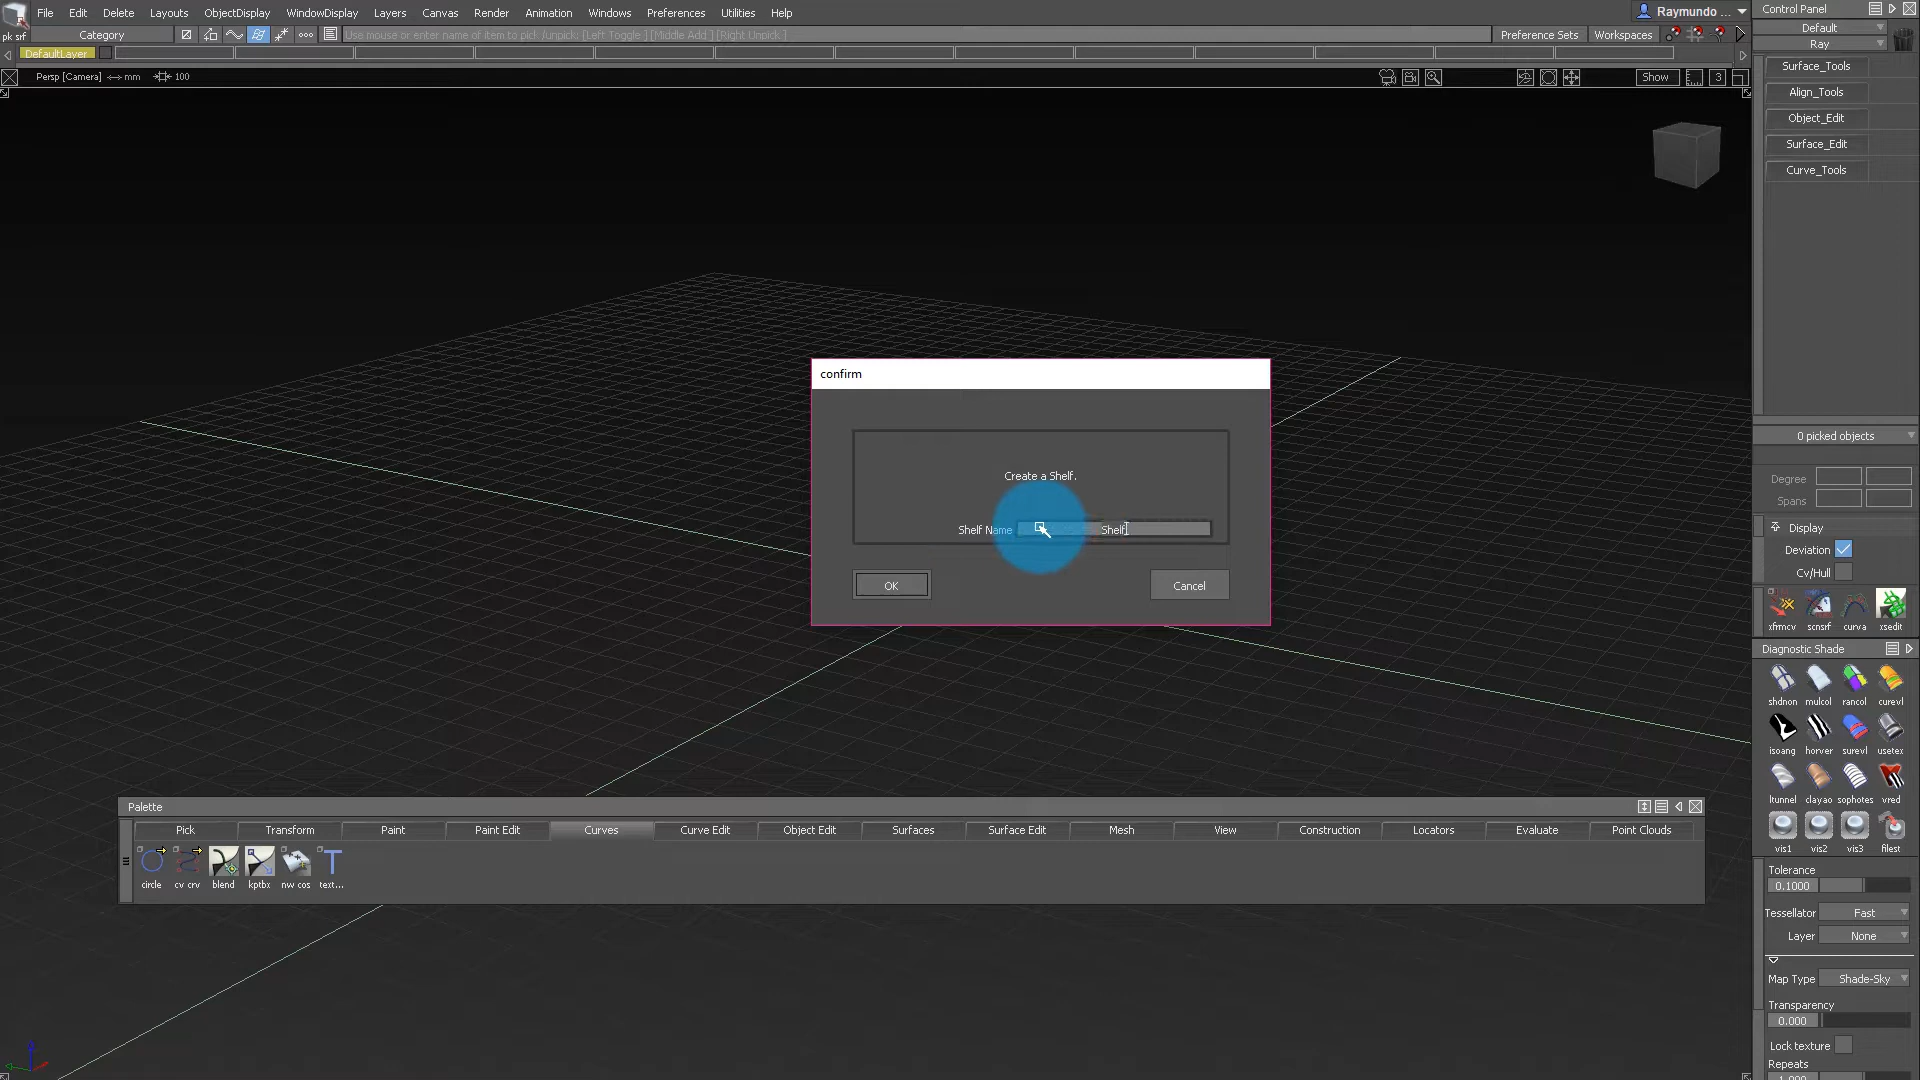 File Edit Delete Layouts ObjectDisplay WindowDisplay Layers Canvas Render Animation Windows Preferences Utilities Help
Raymundo ...
pk srf
Category
Use mouse or enter name of item to pick /unpick: [Left Toggle ] [Middle Add ] [Right Unpick ]
Preference Sets Workspaces
DefaultLayer
Persp [Camera] mm 100
Show 3
Control Panel
Default
Ray
Surface_Tools
Align_Tools
Object_Edit
Surface_Edit
Curve_Tools
confirm
Create a Shelf.
Shelf Name Shelf
OK Cancel
0 picked objects
Degree
Spans
Display
Deviation
Cv/Hull
xfrmcv scnsrf curva xsedit
Diagnostic Shade
shdnon mulcol rancol curevl
isoang horver surevl usetex
ltunnel clayao sophotes vred
vis1 vis2 vis3 filest
Tolerance
0.1000
Tessellator Fast
Layer None
Map Type Shade-Sky
Transparency
0.000
Lock texture
Repeats
1.000
Palette
Pick Transform Paint Paint Edit Curves Curve Edit Object Edit Surfaces Surface Edit Mesh View Construction Locators Evaluate Point Clouds
circle cv crv blend kptbx nw cos text...